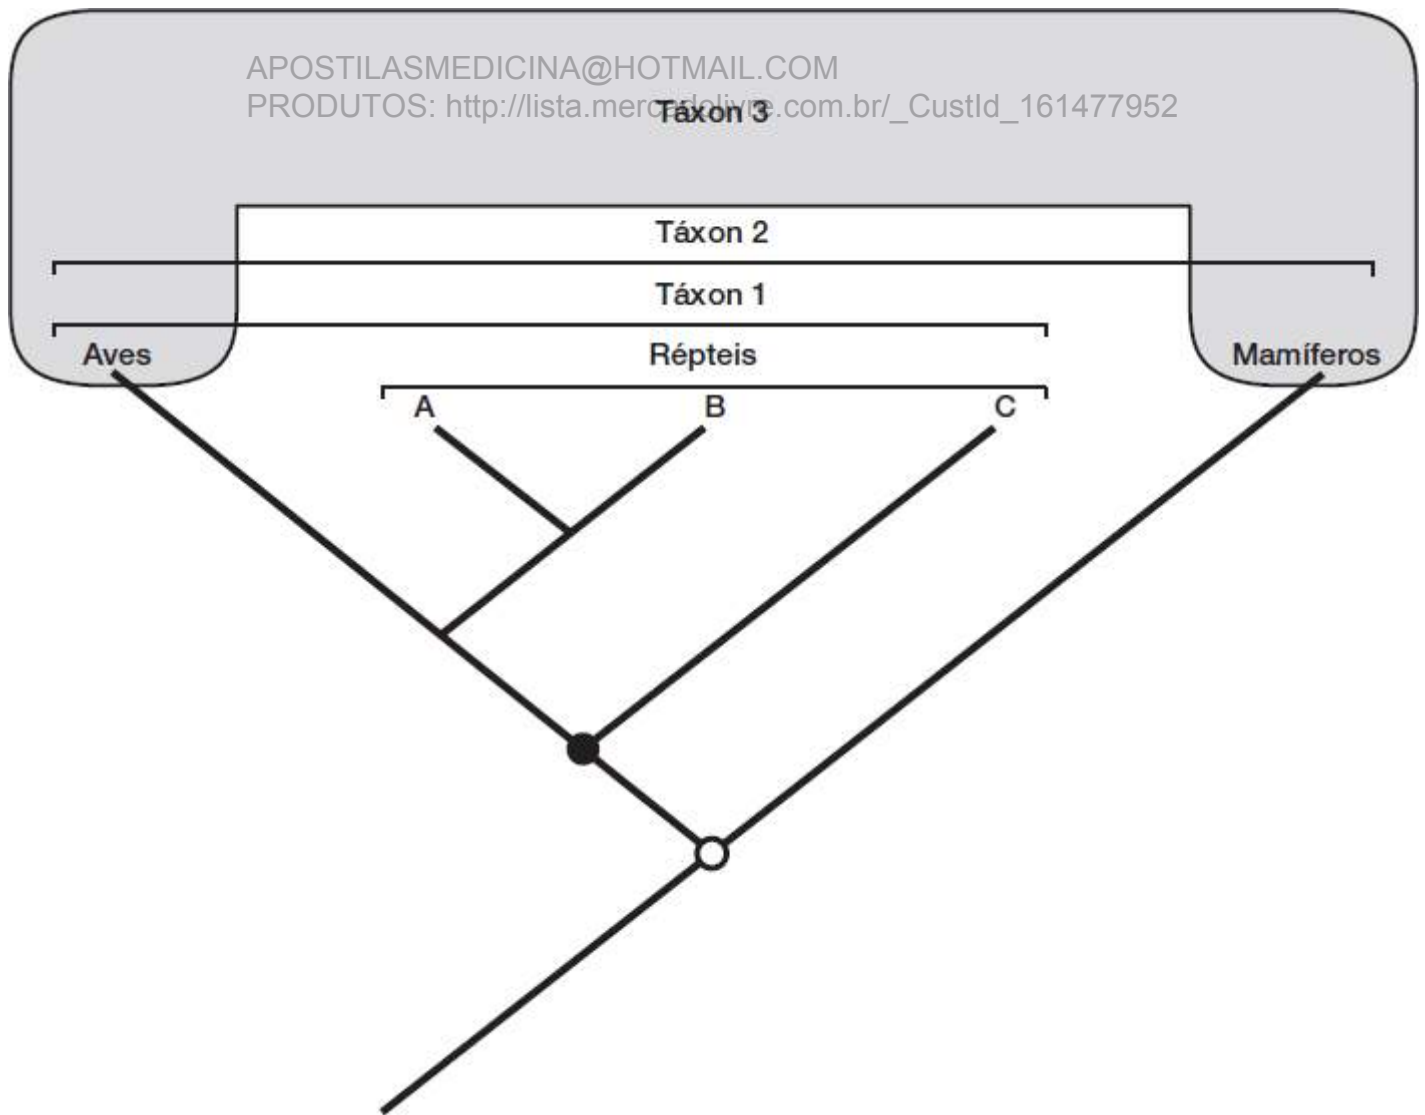 APOSTILASMEDICINA@HOTMAIL.COM
PRODUTOS: http://lista.mercadolivre.com.br/_CustId_161477952
Táxon 3
Táxon 2
Táxon 1
Aves
Répteis
Mamíferos
A
B
C